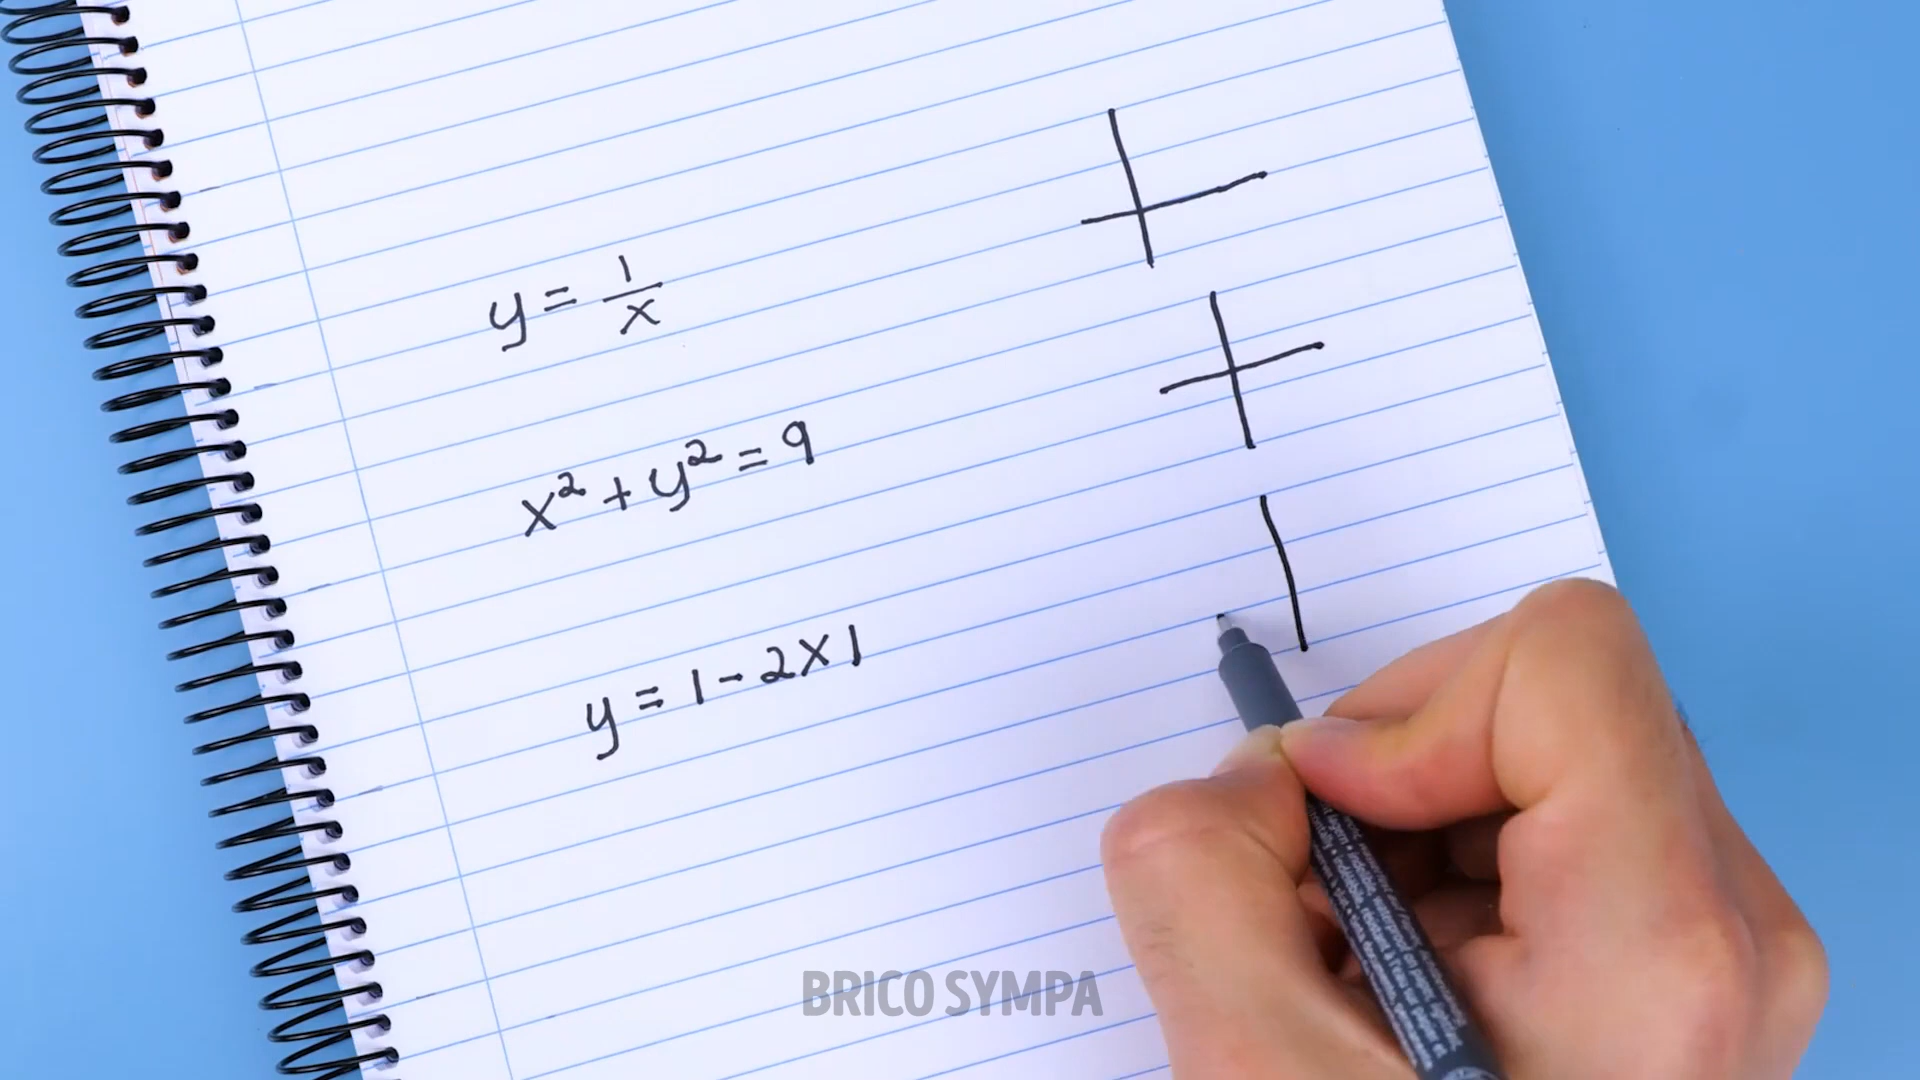 y = 1/x
x² + y² = 9
y = 1 - 2x1
BRICO SYMPA